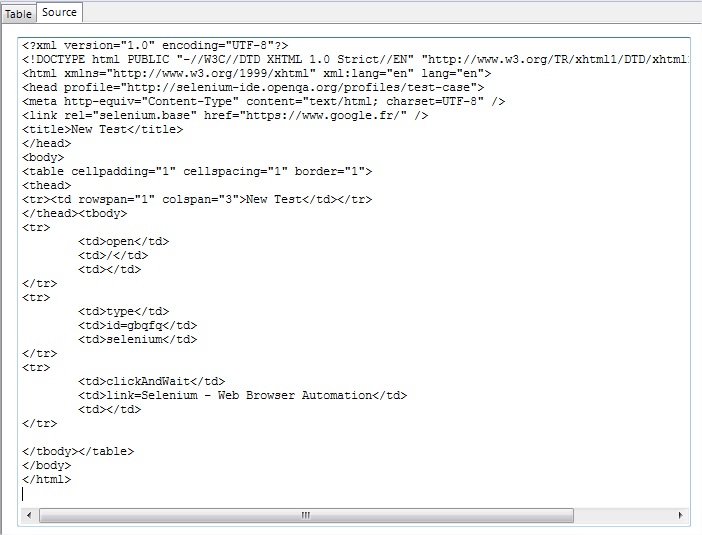 Table Source
<?xml version="1.0" encoding="UTF-8"?>
<!DOCTYPE html PUBLIC "-//W3C//DTD XHTML 1.0 Strict//EN" "http://www.w3.org/TR/xhtml1/DTD/xhtml1
<html xmlns="http://www.w3.org/1999/xhtml" xml:lang="en" lang="en">
<head profile="http://selenium-ide.openqa.org/profiles/test-case">
<meta http-equiv="Content-Type" content="text/html; charset=UTF-8" />
<link rel="selenium.base" href="https://www.google.fr/" />
<title>New Test</title>
</head>
<body>
<table cellpadding="1" cellspacing="1" border="1">
<thead>
<tr><td rowspan="1" colspan="3">New Test</td></tr>
</thead><tbody>
<tr>
	<td>open</td>
	<td>/</td>
	<td></td>
</tr>
<tr>
	<td>type</td>
	<td>id=gbqfq</td>
	<td>selenium</td>
</tr>
<tr>
	<td>clickAndWait</td>
	<td>link=Selenium - Web Browser Automation</td>
	<td></td>
</tr>

</tbody></table>
</body>
</html>